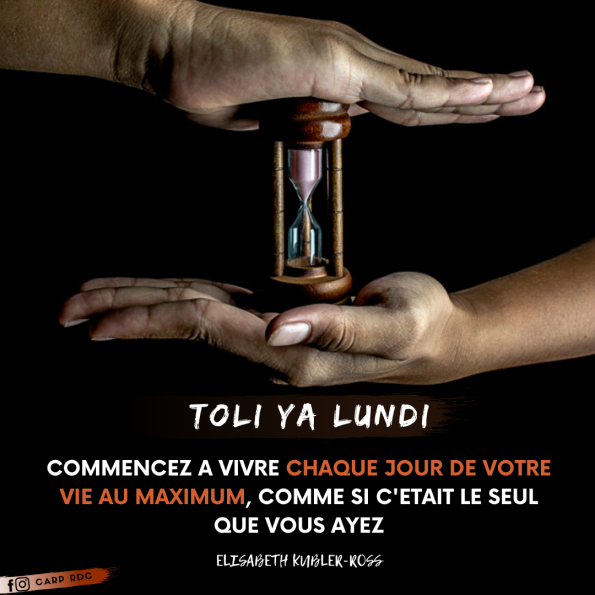 TOLI YA LUNDI
COMMENCEZ A VIVRE CHAQUE JOUR DE VOTRE
VIE AU MAXIMUM, COMME SI C'ETAIT LE SEUL
QUE VOUS AYEZ
ELISABETH KUBLER-ROSS
CARP RDC